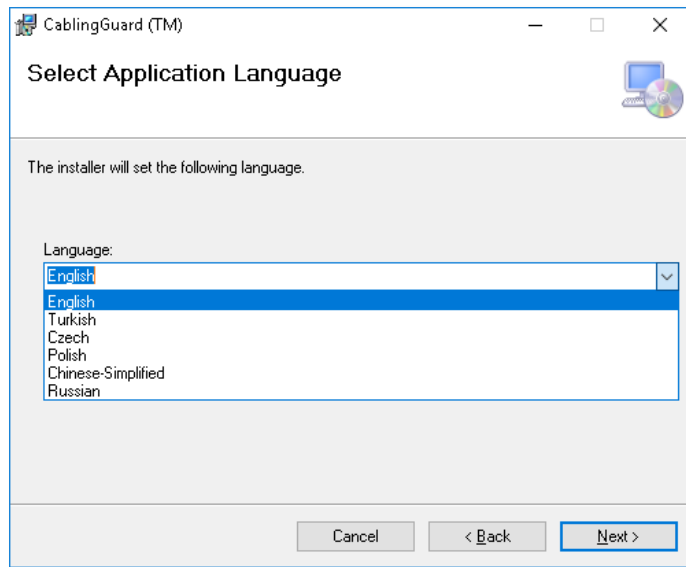 CablingGuard (TM)
Select Application Language
The installer will set the following language.
Language:
English
English
Turkish
Czech
Polish
Chinese-Simplified
Russian
Cancel
< Back
Next >